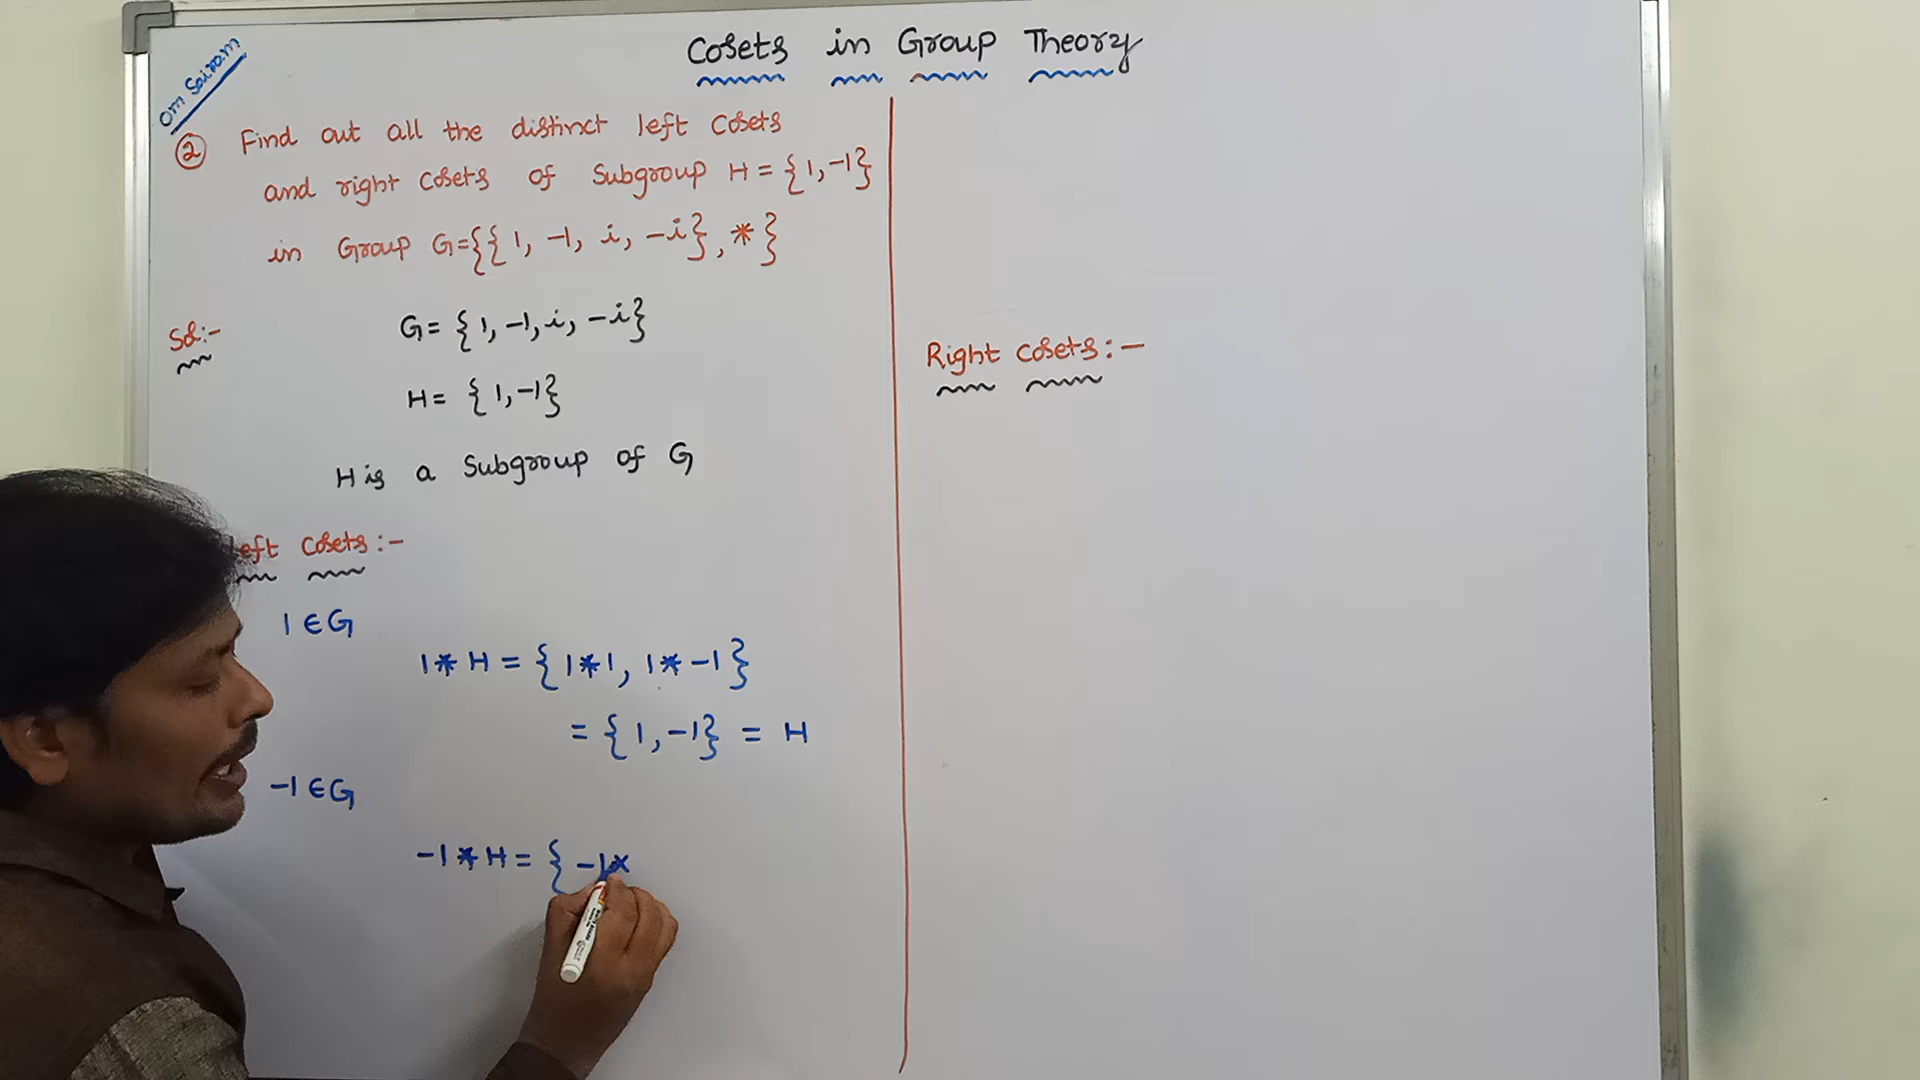 Cosets in Group Theory
Om Sairam
② Find out all the distinct left Cosets
and right Cosets of Subgroup H = {1, -1}
in Group G={{1, -1, i, -i}, *}
Sol:-
G = {1, -1, i, -i}
H = {1, -1}
H is a Subgroup of G
left Cosets:-
1 ∈ G
1 * H = {1*1, 1* -1}
= {1, -1} = H
-1 ∈ G
-1 * H = { -1*
Right Cosets:-